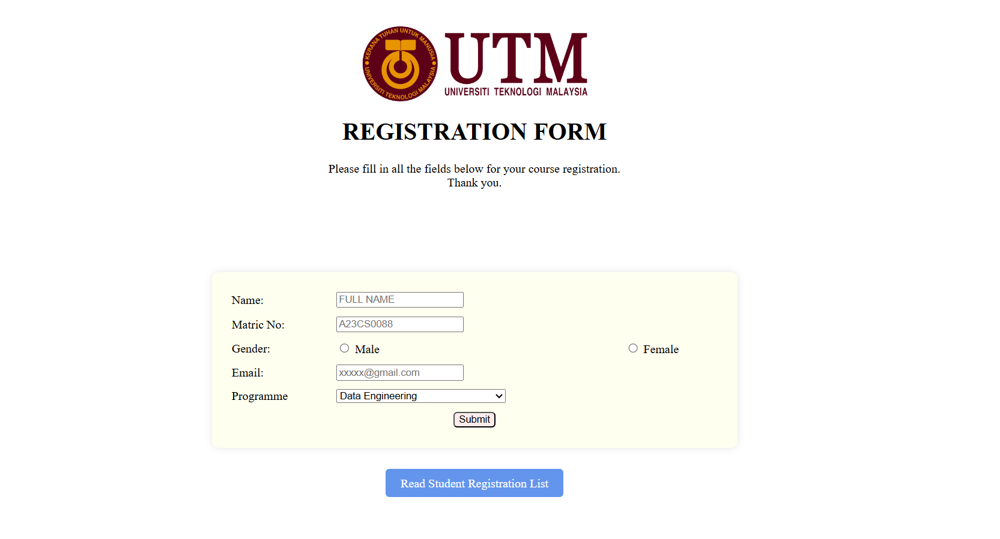 KERANA TUHAN UNTUK MANUSIA
UNIVERSITI TEKNOLOGI MALAYSIA
UTM
UNIVERSITI TEKNOLOGI MALAYSIA
REGISTRATION FORM
Please fill in all the fields below for your course registration.
Thank you.
Name: FULL NAME
Matric No: A23CS0088
Gender: Male Female
Email: xxxxx@gmail.com
Programme Data Engineering
Submit
Read Student Registration List